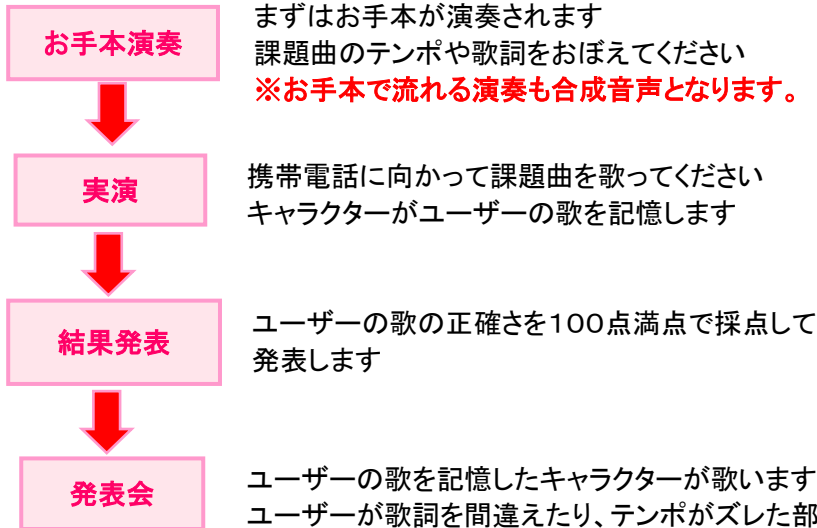 お手本演奏
まずはお手本が演奏されます
課題曲のテンポや歌詞をおぼえてください
※お手本で流れる演奏も合成音声となります。
実演
携帯電話に向かって課題曲を歌ってください
キャラクターがユーザーの歌を記憶します
結果発表
ユーザーの歌の正確さを100点満点で採点して
発表します
発表会
ユーザーの歌を記憶したキャラクターが歌います
ユーザーが歌詞を間違えたり、テンポがズレた部